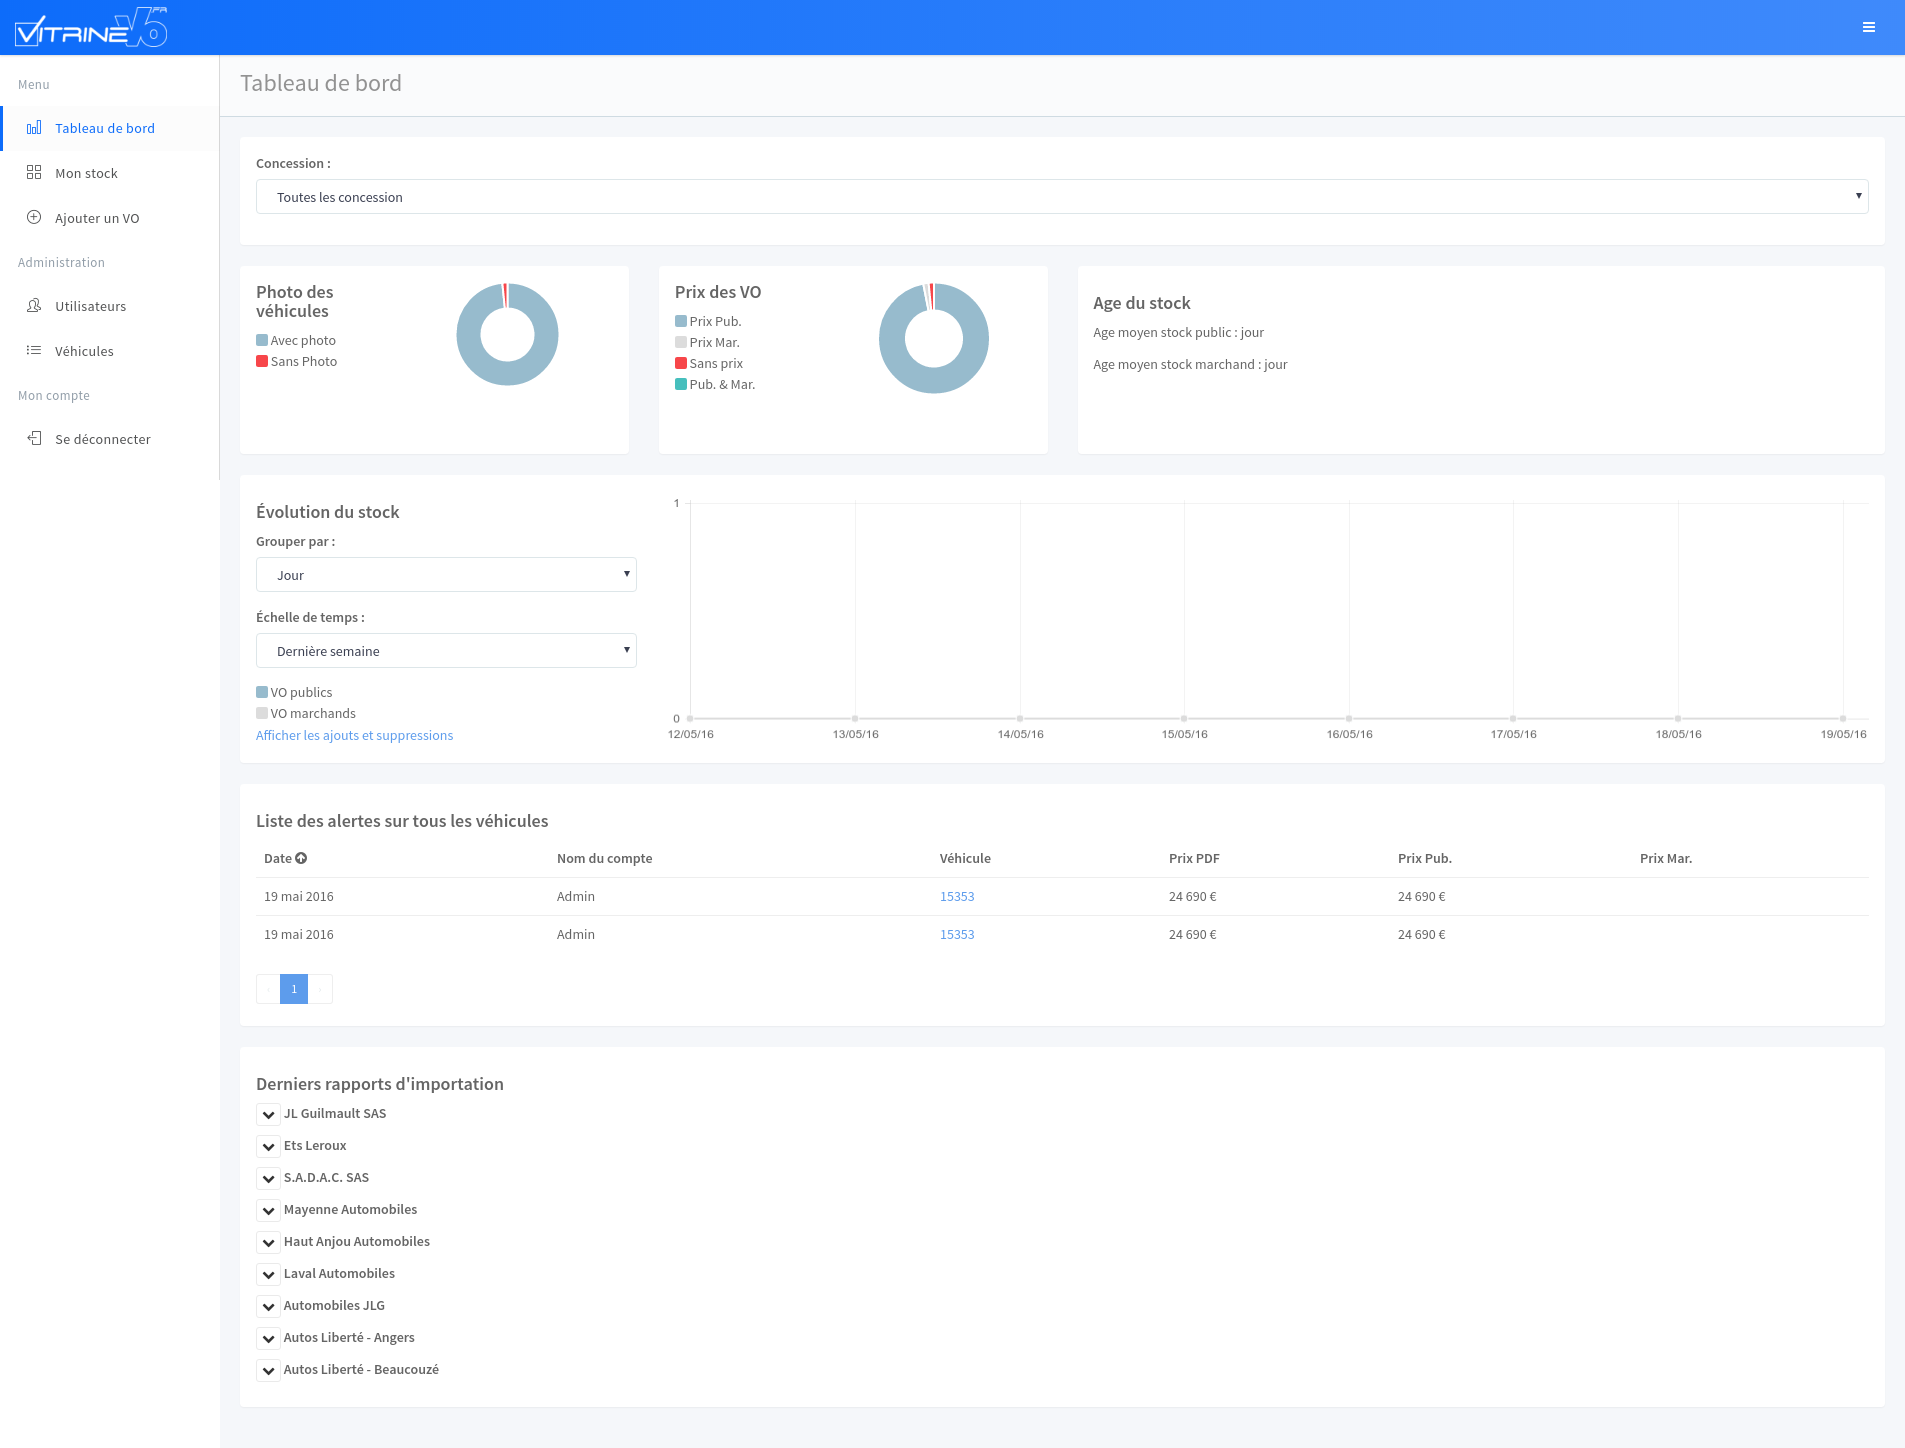 VITRINE V5
Menu
Tableau de bord
Mon stock
Ajouter un VO
Administration
Utilisateurs
Véhicules
Mon compte
Se déconnecter
Tableau de bord
Concession :
Toutes les concession
Photo des
véhicules
Avec photo
Sans Photo
Prix des VO
Prix Pub.
Prix Mar.
Sans prix
Pub. & Mar.
Age du stock
Age moyen stock public : jour
Age moyen stock marchand : jour
Évolution du stock
Grouper par :
Jour
Échelle de temps :
Dernière semaine
VO publics
VO marchands
Afficher les ajouts et suppressions
1
0
12/05/16 13/05/16 14/05/16 15/05/16 16/05/16 17/05/16 18/05/16 19/05/16
Liste des alertes sur tous les véhicules
Date Nom du compte Véhicule Prix PDF Prix Pub. Prix Mar.
19 mai 2016 Admin 15353 24 690 € 24 690 €
19 mai 2016 Admin 15353 24 690 € 24 690 €
1
Derniers rapports d'importation
JL Guilmault SAS
Ets Leroux
S.A.D.A.C. SAS
Mayenne Automobiles
Haut Anjou Automobiles
Laval Automobiles
Automobiles JLG
Autos Liberté - Angers
Autos Liberté - Beaucouzé